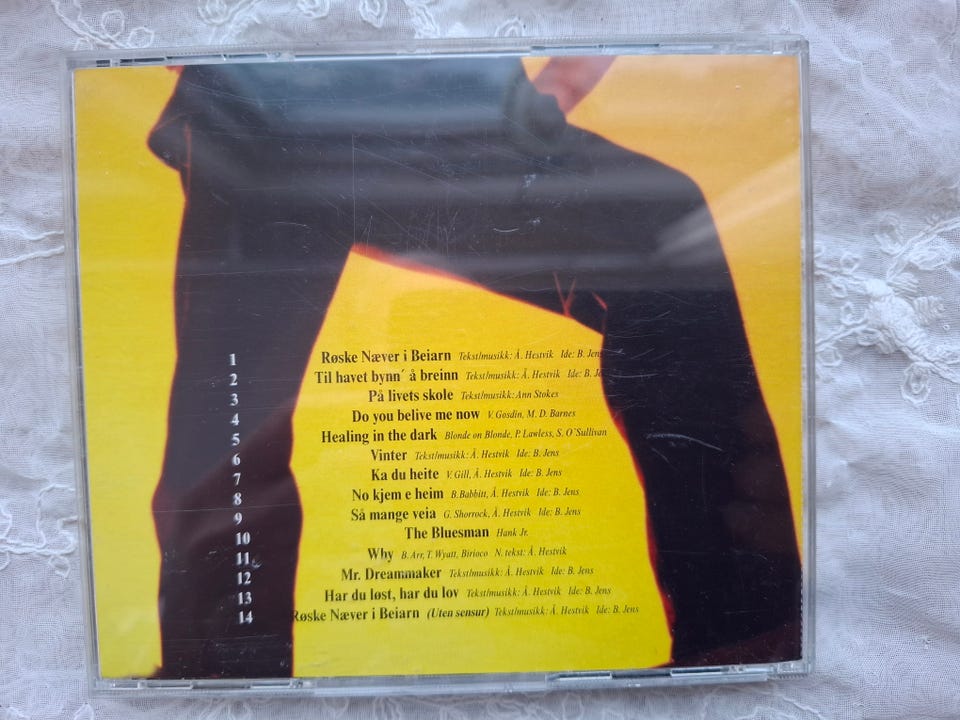 1 Røske Næver i Beiarn Tekst/musikk: Å. Hestvik Ide: B. Jens
2 Til havet bynn´ å breinn Tekst/musikk: Å. Hestvik Ide: B. Je
3 På livets skole Tekst/musikk: Ann Stokes
4 Do you belive me now V. Gosdin, M. D. Barnes
5 Healing in the dark Blonde on Blonde, P. Lawless, S. O´Sullivan
6 Vinter Tekst/musikk: Å. Hestvik Ide: B. Jens
7 Ka du heite V. Gill, Å. Hestvik Ide: B. Jens
8 No kjem e heim B. Babbitt, Å. Hestvik Ide: B. Jens
9 Så mange veia G. Shorrock, Å. Hestvik Ide: B. Jens
10 The Bluesman Hank Jr.
11 Why B. Arr, T. Wyatt, Birioco N. tekst: Å. Hestvik
12 Mr. Dreammaker Tekst/musikk: Å. Hestvik Ide: B. Jens
13 Har du løst, har du lov Tekst/musikk: Å. Hestvik Ide: B. Jens
14 Røske Næver i Beiarn (Uten sensur) Tekst/musikk: Å. Hestvik Ide: B. Jens